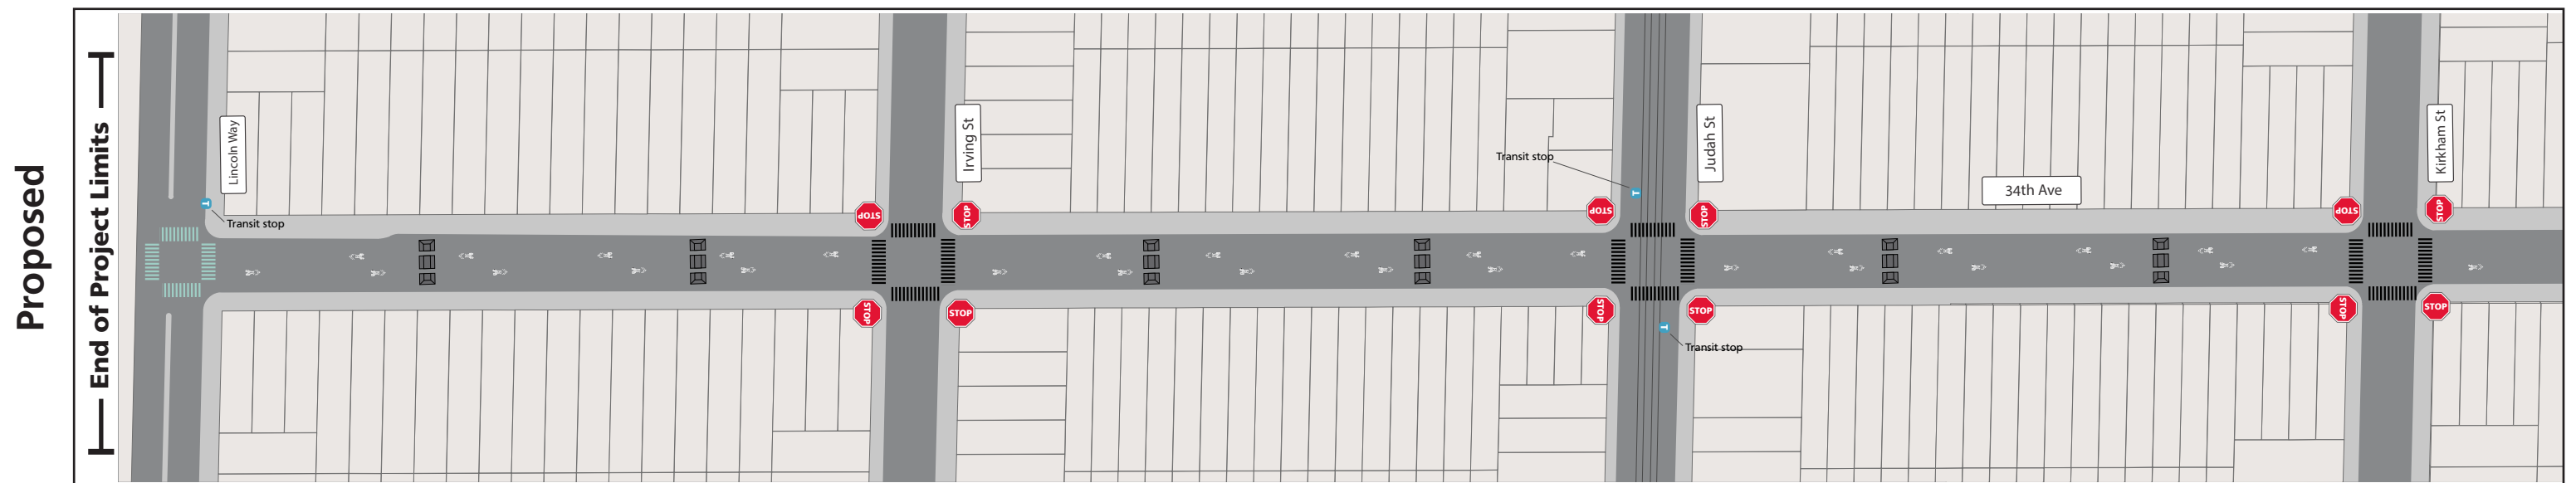 Proposed
End of Project Limits
Lincoln Way
Transit stop
STOP
STOP
Irving St
STOP
STOP
Transit stop
STOP
STOP
Judah St
STOP
STOP
Transit stop
34th Ave
STOP
STOP
Kirkham St
STOP
STOP
T
T
T